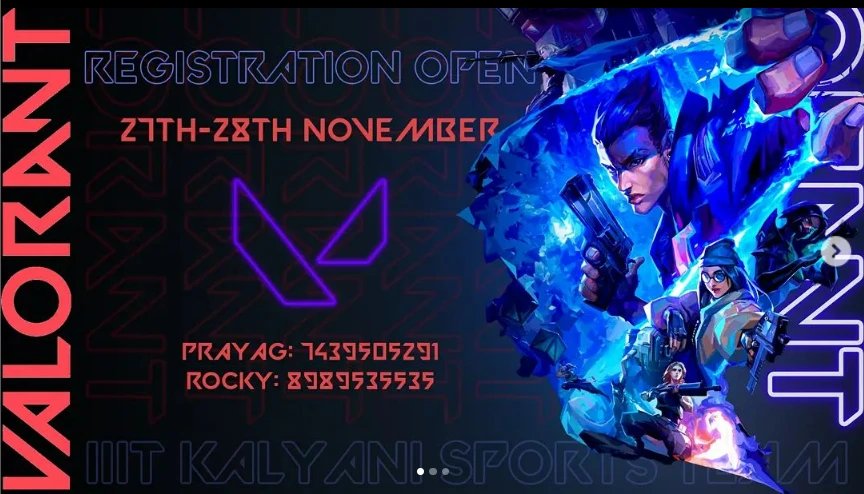 VALORANT
REGISTRATION OPEN
27TH-28TH NOVEMBER
PRAYAG: 7439505291
ROCKY: 8989535535
IIIT KALYANI SPORTS TEAM